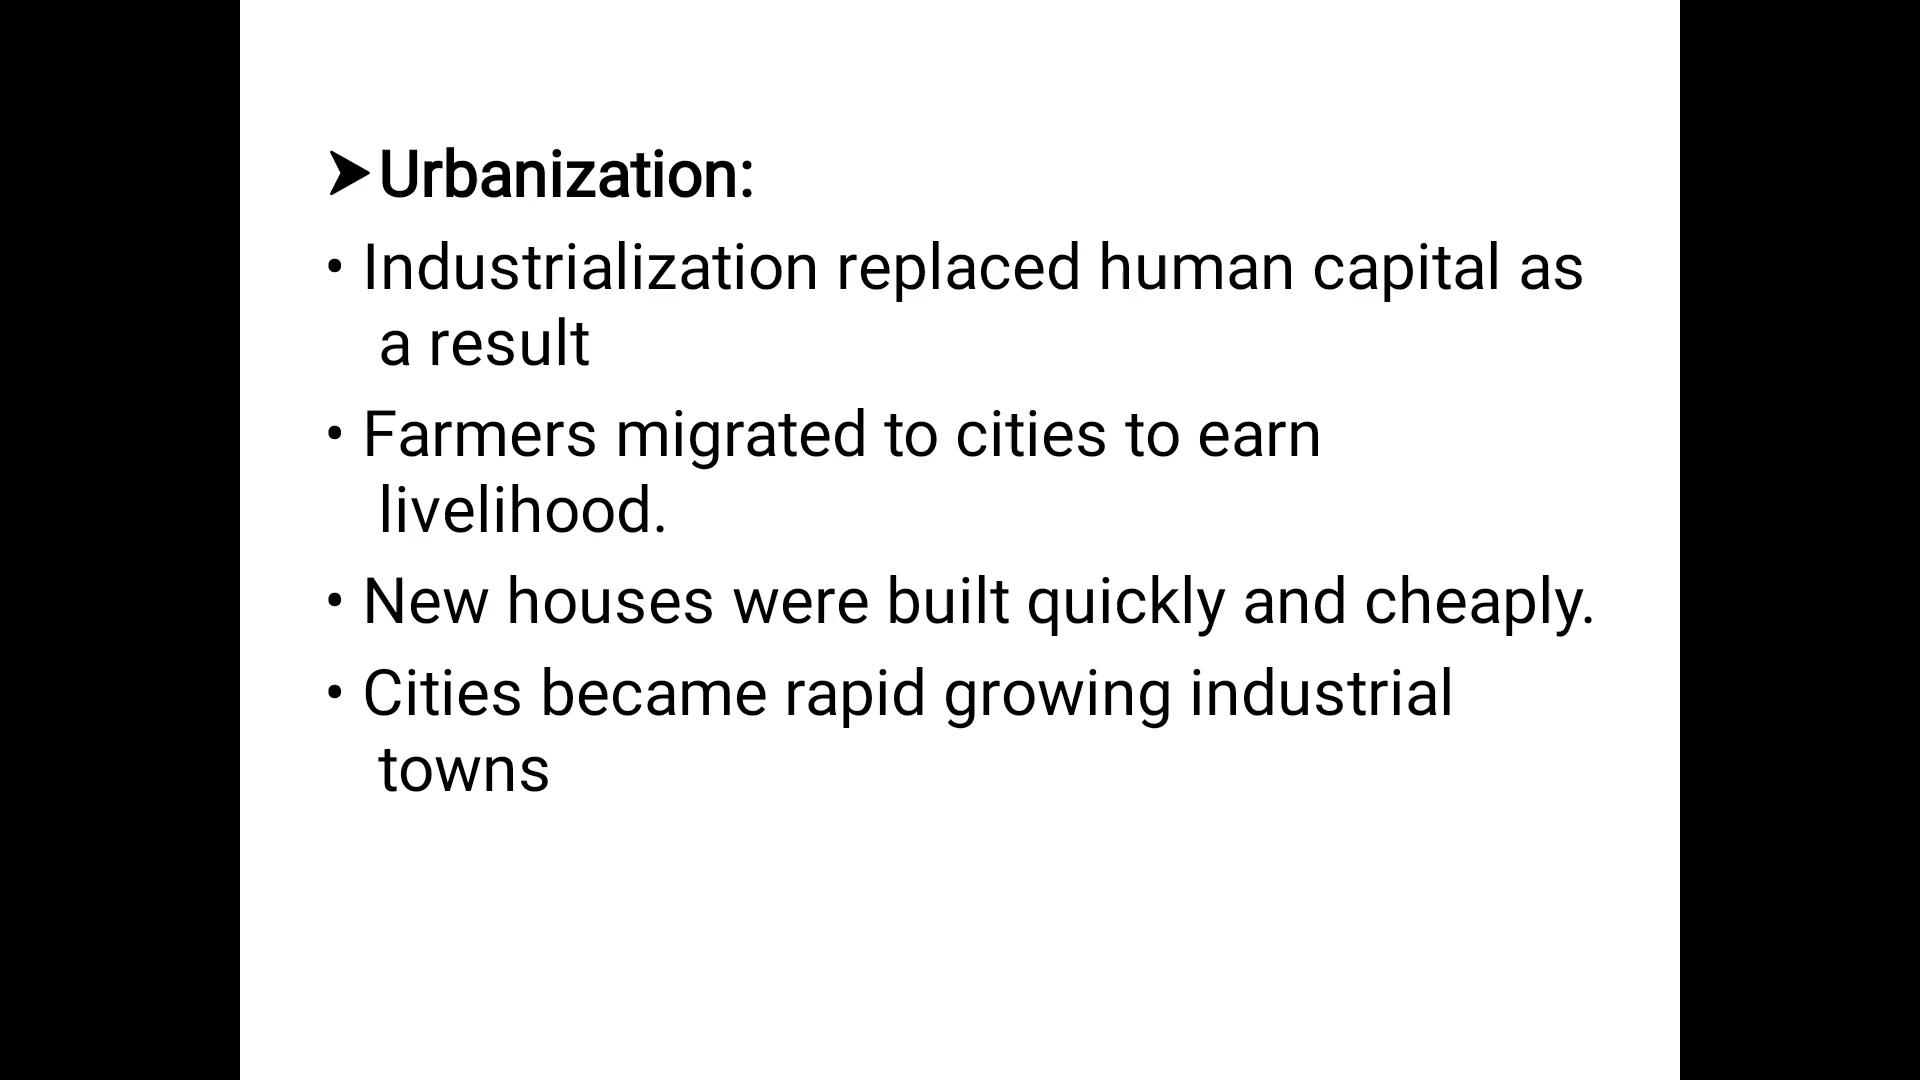 ➤Urbanization:
• Industrialization replaced human capital as
a result
• Farmers migrated to cities to earn
livelihood.
• New houses were built quickly and cheaply.
• Cities became rapid growing industrial
towns